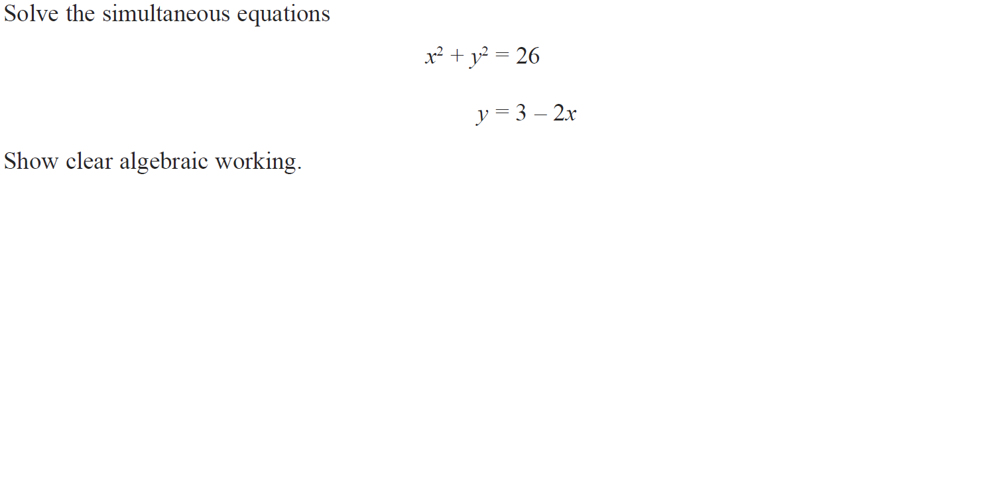 Solve the simultaneous equations
x² + y² = 26
y = 3 – 2x
Show clear algebraic working.